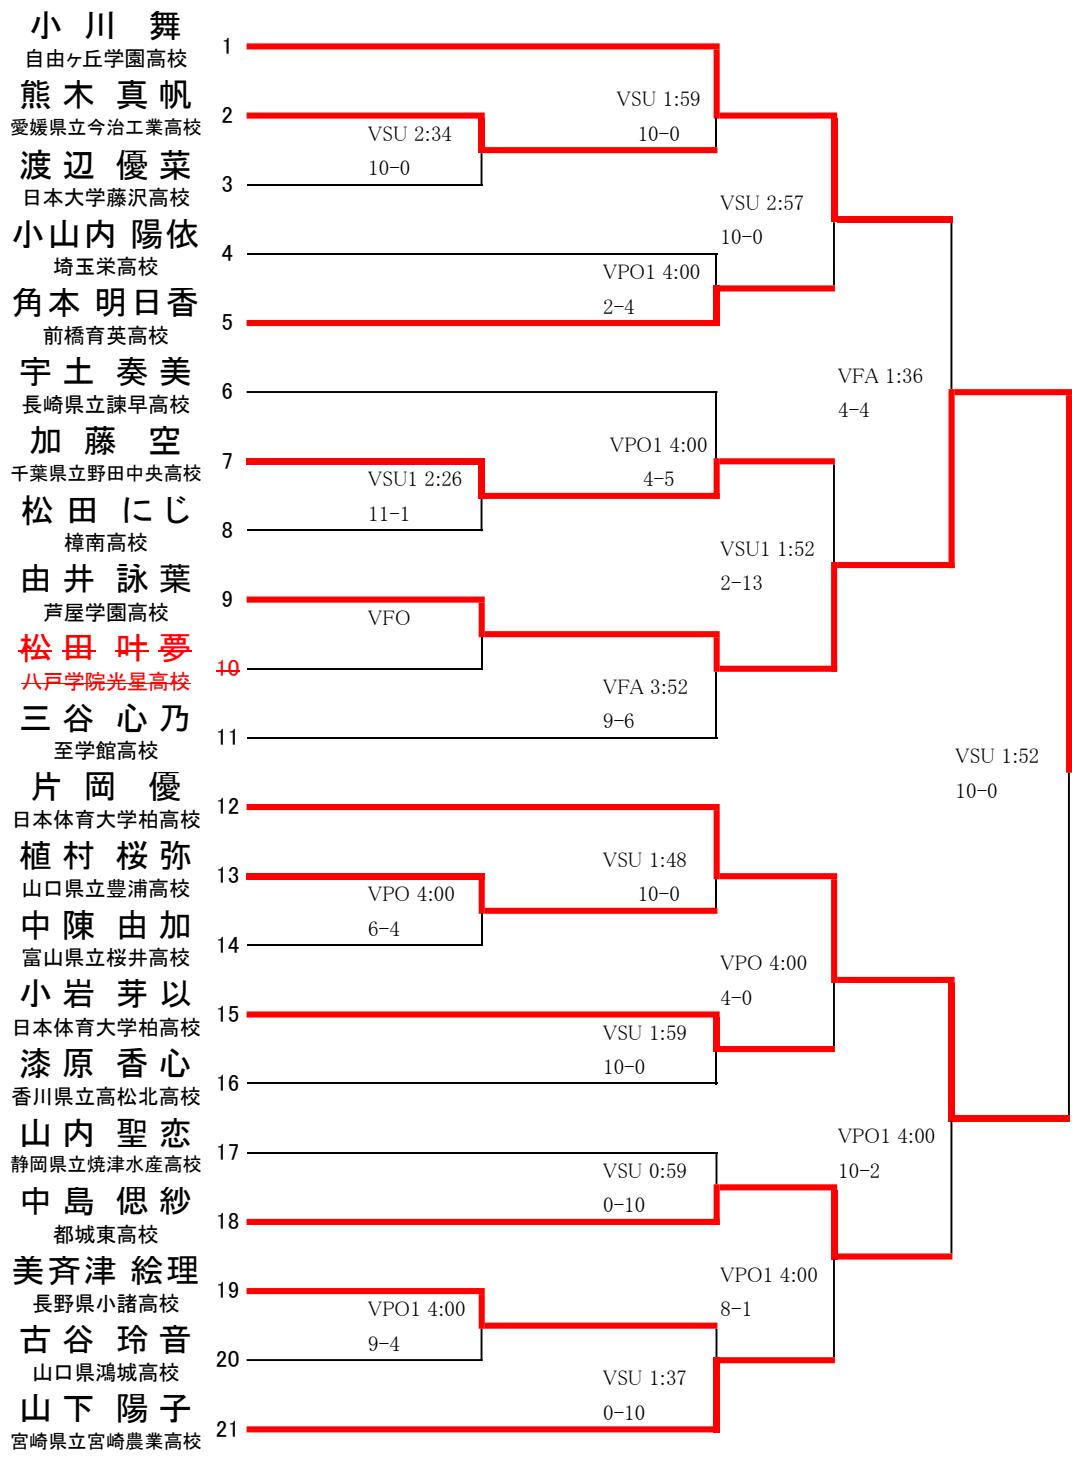 小川 舞
自由ヶ丘学園高校
1
熊木 真帆
愛媛県立今治工業高校
2
VSU 2:34
10-0
渡辺 優菜
日本大学藤沢高校
3
VSU 1:59
10-0
小山内 陽依
埼玉栄高校
4
VPO1 4:00
2-4
角本 明日香
前橋育英高校
5
VSU 2:57
10-0
宇土 奏美
長崎県立諫早高校
6
VPO1 4:00
4-5
加藤 空
千葉県立野田中央高校
7
VSU1 2:26
11-1
松田 にじ
樟南高校
8
VFA 1:36
4-4
VSU1 1:52
2-13
由井 詠葉
芦屋学園高校
9
VFO
松田 叶夢
八戸学院光星高校
10
VFA 3:52
9-6
三谷 心乃
至学館高校
11
VSU 1:52
10-0
片岡 優
日本体育大学柏高校
12
VSU 1:48
10-0
植村 桜弥
山口県立豊浦高校
13
VPO 4:00
6-4
中陳 由加
富山県立桜井高校
14
VPO 4:00
4-0
小岩 芽以
日本体育大学柏高校
15
VSU 1:59
10-0
漆原 香心
香川県立高松北高校
16
山内 聖恋
静岡県立焼津水産高校
17
VPO1 4:00
10-2
VSU 0:59
0-10
中島 偲紗
都城東高校
18
美斉津 絵理
長野県小諸高校
19
VPO1 4:00
9-4
VPO1 4:00
8-1
古谷 玲音
山口県鴻城高校
20
VSU 1:37
0-10
山下 陽子
宮崎県立宮崎農業高校
21